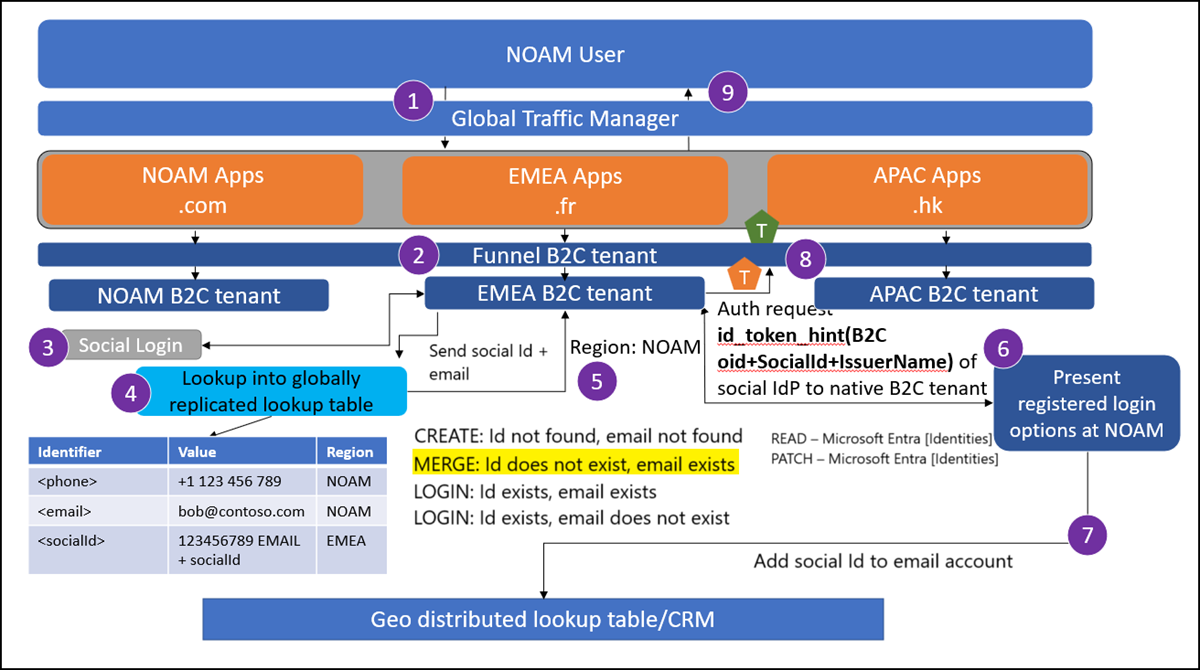 NOAM User
1
9
Global Traffic Manager
NOAM Apps
.com
EMEA Apps
.fr
APAC Apps
.hk
T
2
Funnel B2C tenant
8
T
NOAM B2C tenant
EMEA B2C tenant
APAC B2C tenant
3
Social Login
Send social Id +
email
Region: NOAM
5
Auth request
id_token_hint(B2C
oid+SocialId+IssuerName) of
social IdP to native B2C tenant
6
Present
registered login
options at NOAM
4
Lookup into globally
replicated lookup table
Identifier Value Region
<phone> +1 123 456 789 NOAM
<email> bob@contoso.com NOAM
<socialId> 123456789 EMAIL EMEA
+ socialId
CREATE: Id not found, email not found
MERGE: Id does not exist, email exists
LOGIN: Id exists, email exists
LOGIN: Id exists, email does not exist
READ – Microsoft Entra [Identities]
PATCH – Microsoft Entra [Identities]
7
Add social Id to email account
Geo distributed lookup table/CRM